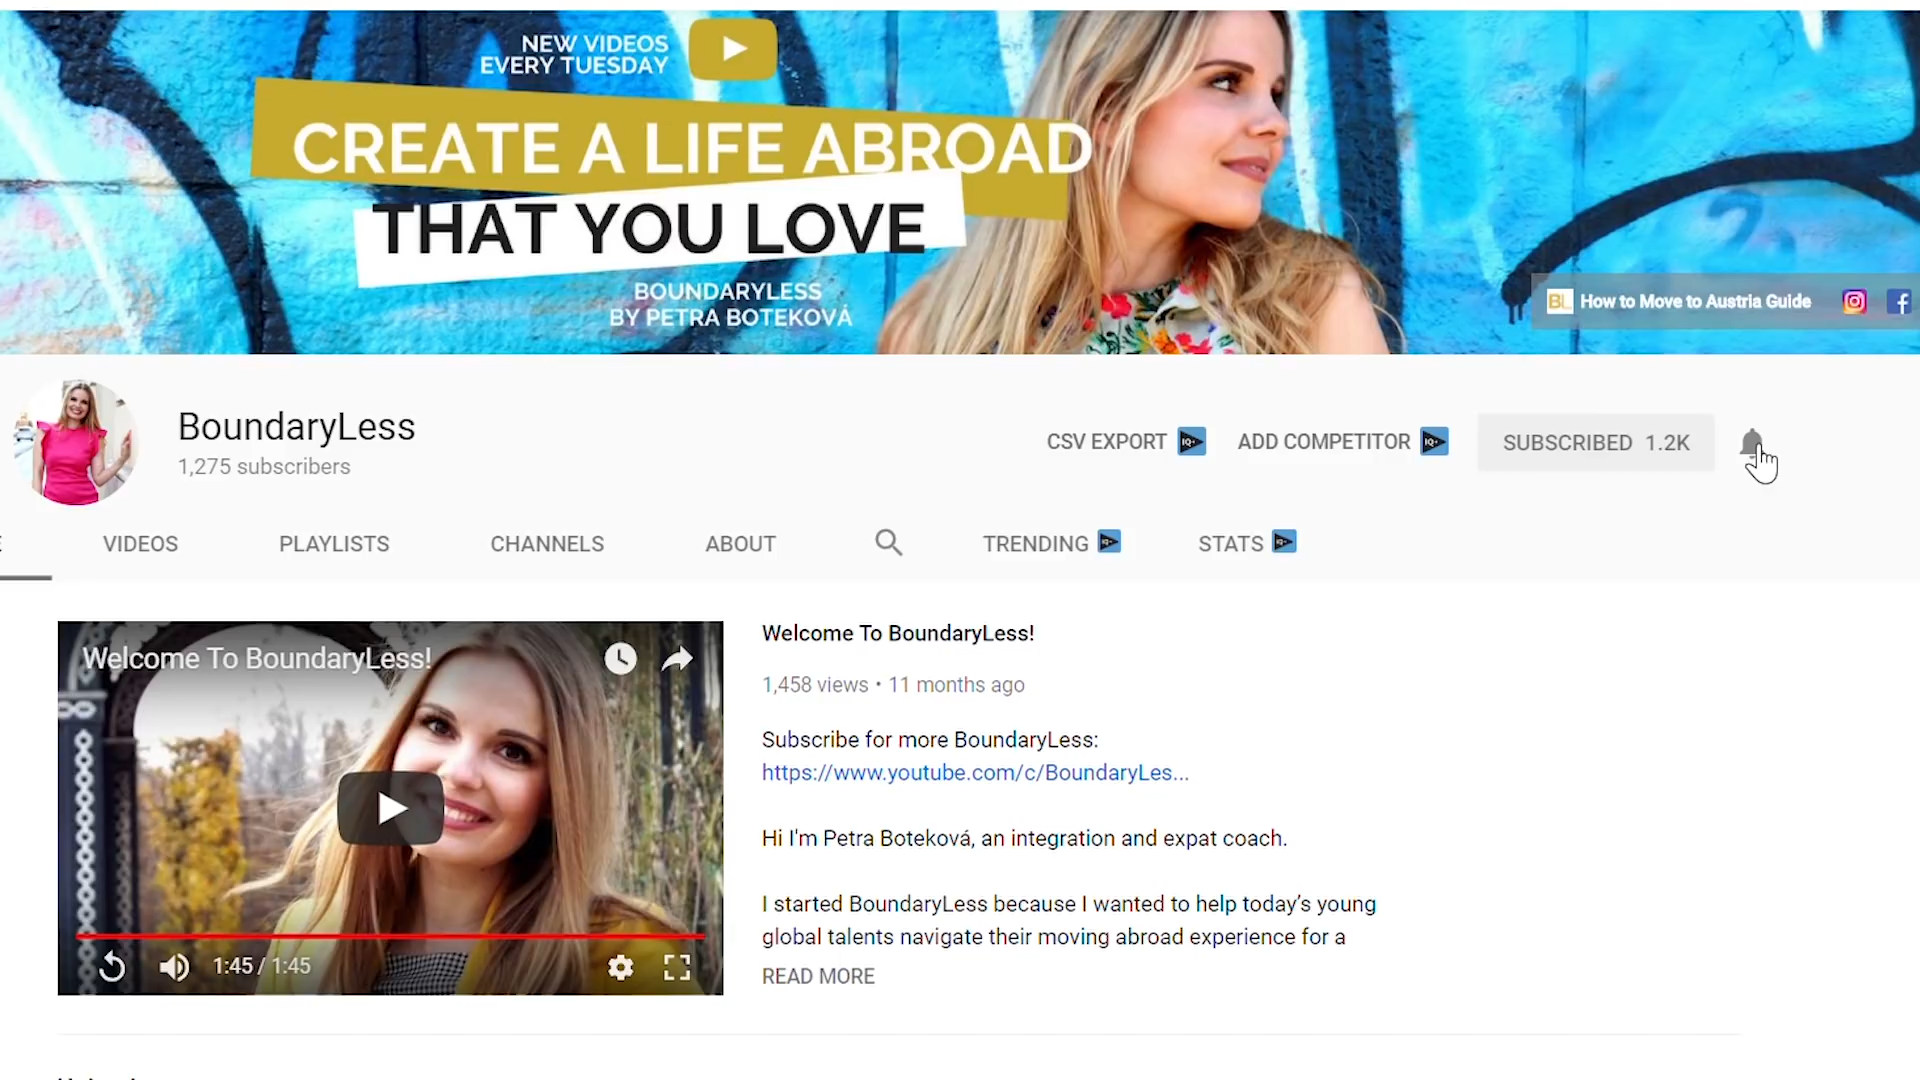 NEW VIDEOS
EVERY TUESDAY
CREATE A LIFE ABROAD
THAT YOU LOVE
BOUNDARYLESS
BY PETRA BOTEKOVÁ
BL How to Move to Austria Guide
BoundaryLess
1,275 subscribers
CSV EXPORT IQ ADD COMPETITOR IQ SUBSCRIBED 1.2K
VIDEOS PLAYLISTS CHANNELS ABOUT TRENDING STATS
Welcome To BoundaryLess!
1:45 / 1:45
Welcome To BoundaryLess!
1,458 views • 11 months ago
Subscribe for more BoundaryLess:
https://www.youtube.com/c/BoundaryLes...
Hi I'm Petra Boteková, an integration and expat coach.
I started BoundaryLess because I wanted to help today’s young
global talents navigate their moving abroad experience for a
READ MORE